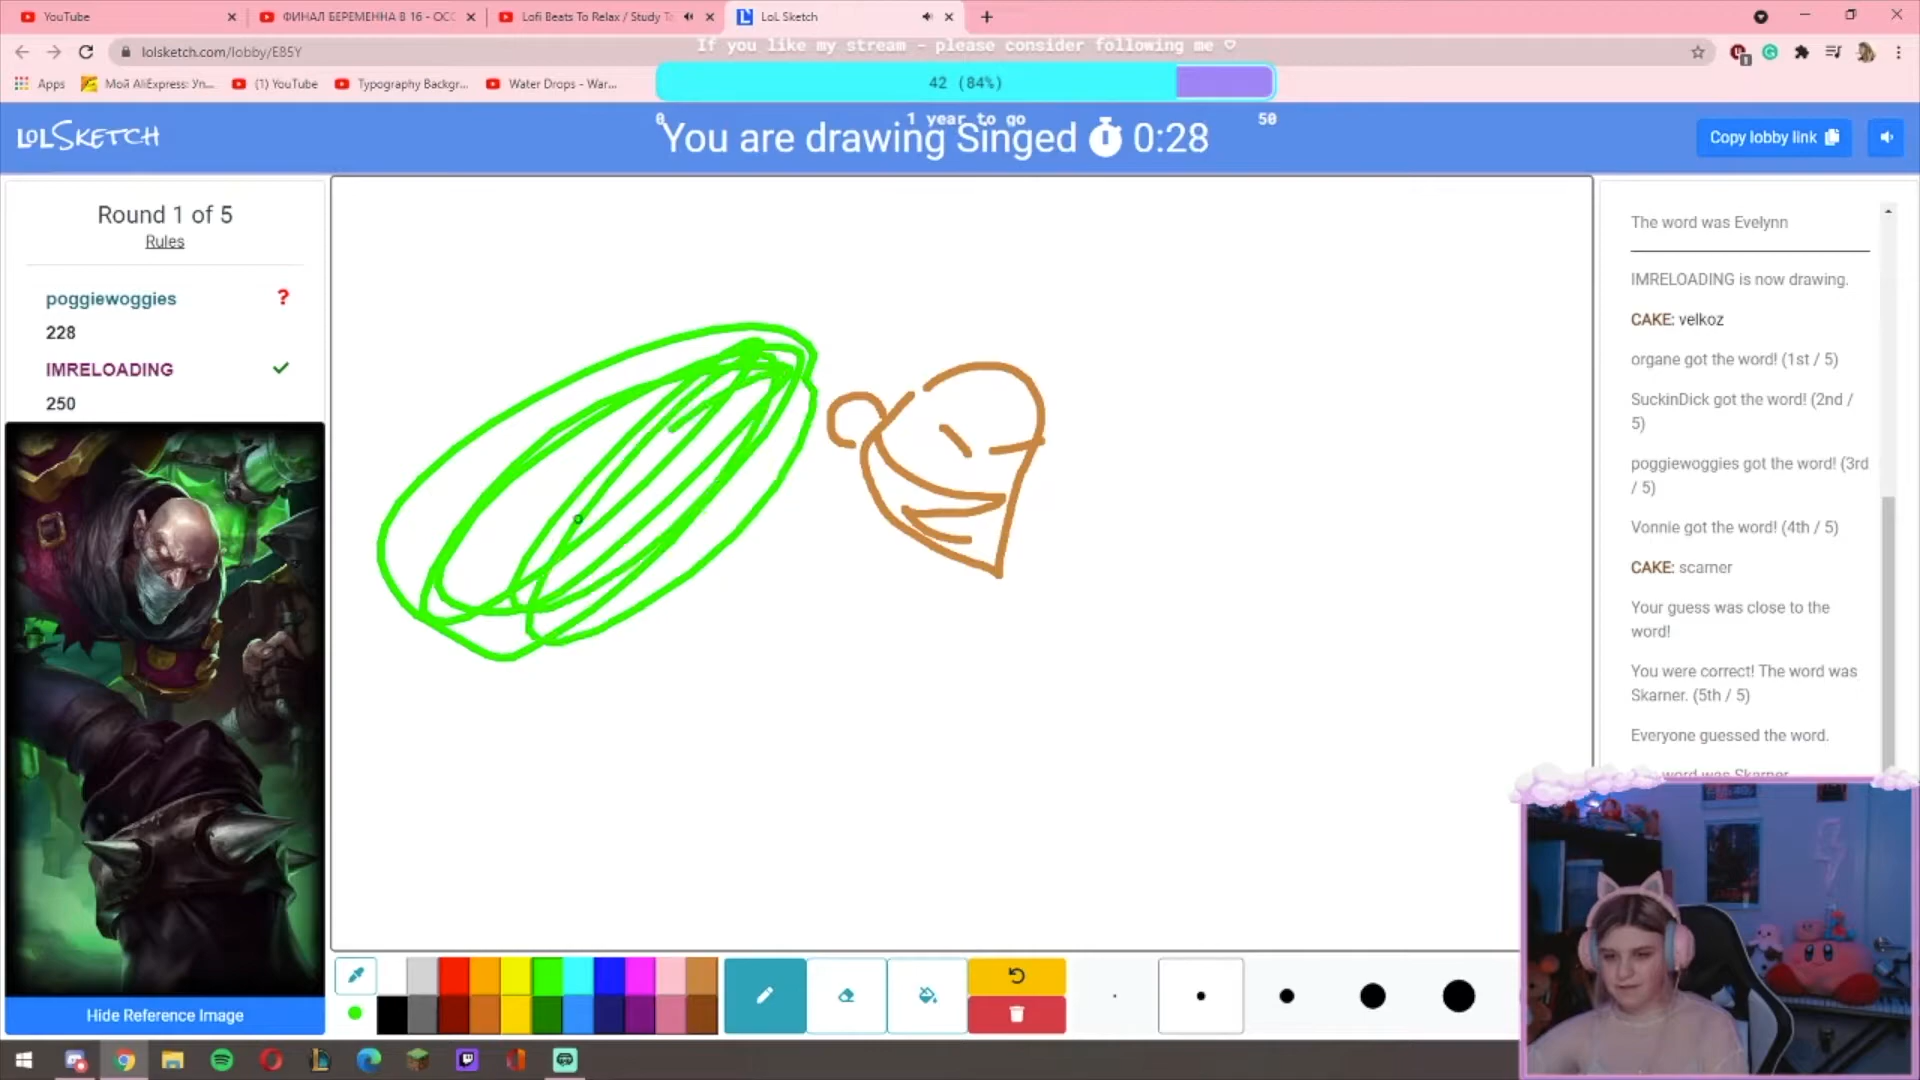 YouTube
ФИНАЛ БЕРЕМЕННА В 16 - ОСС
Lofi Beats To Relax / Study To
LoL Sketch
lolsketch.com/lobby/E85Y
If you like my stream - please consider following me ♡
Apps
Мой AliExpress: Уп...
(1) YouTube
Typography Backgr...
Water Drops - War...
42 (84%)
0
1 year to go
50
LOLSKETCH
You are drawing Singed 0:28
Copy lobby link
Round 1 of 5
Rules
poggiewoggies ?
228
IMRELOADING
250
Hide Reference Image
The word was Evelynn
IMRELOADING is now drawing.
CAKE: velkoz
organe got the word! (1st / 5)
SuckinDick got the word! (2nd /
5)
poggiewoggies got the word! (3rd
/ 5)
Vonnie got the word! (4th / 5)
CAKE: scarner
Your guess was close to the
word!
You were correct! The word was
Skarner. (5th / 5)
Everyone guessed the word.
word was Skarner